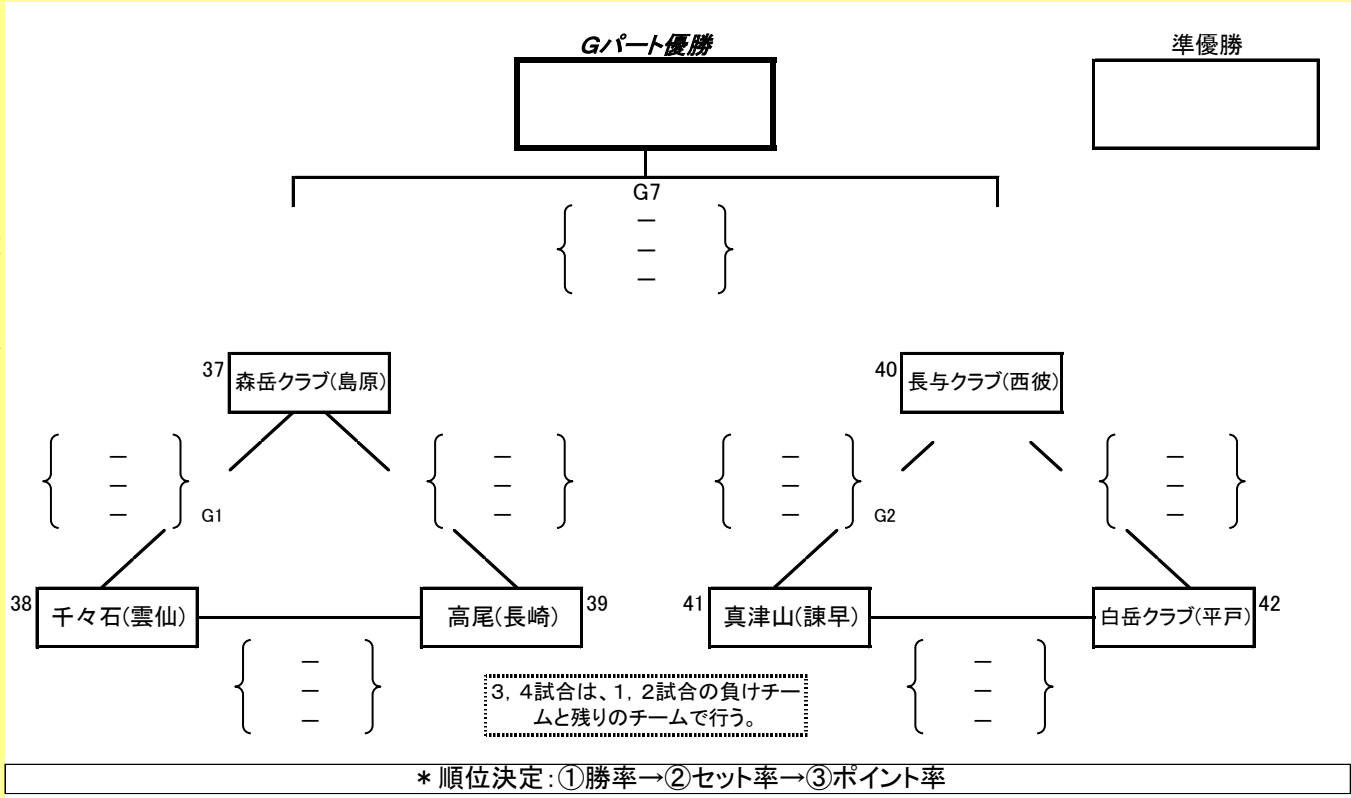 Gパート優勝
準優勝
G7
－
－
－
37
森岳クラブ(島原)
40
長与クラブ(西彼)
－
－
－
G1
－
－
－
－
－
－
G2
－
－
－
38
千々石(雲仙)
高尾(長崎)
39
41
真津山(諫早)
白岳クラブ(平戸)
42
－
－
－
3，4試合は、1，2試合の負けチー
ムと残りのチームで行う。
－
－
－
＊順位決定：①勝率→②セット率→③ポイント率